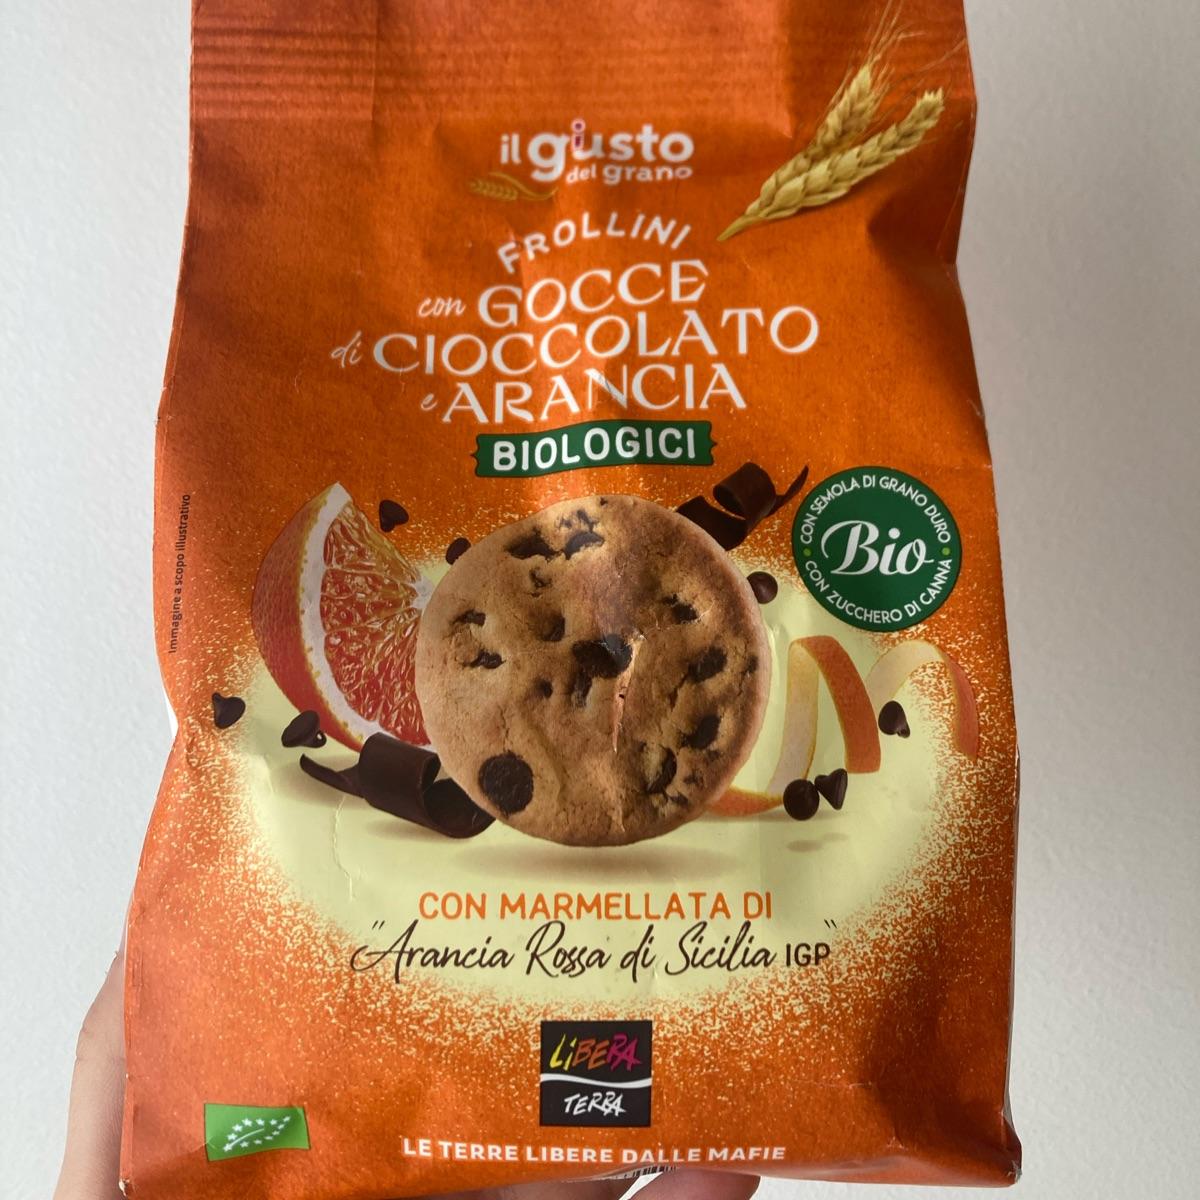 il giusto
del grano
FROLLINI
con GOCCE
di CIOCCOLATO
e ARANCIA
BIOLOGICI
CON SEMOLA DI GRANO DURO
Bio
CON ZUCCHERO DI CANNA
Immagine a scopo illustrativo
CON MARMELLATA DI
"Arancia Rossa di Sicilia IGP"
LiBERA
TERRA
LE TERRE LIBERE DALLE MAFIE